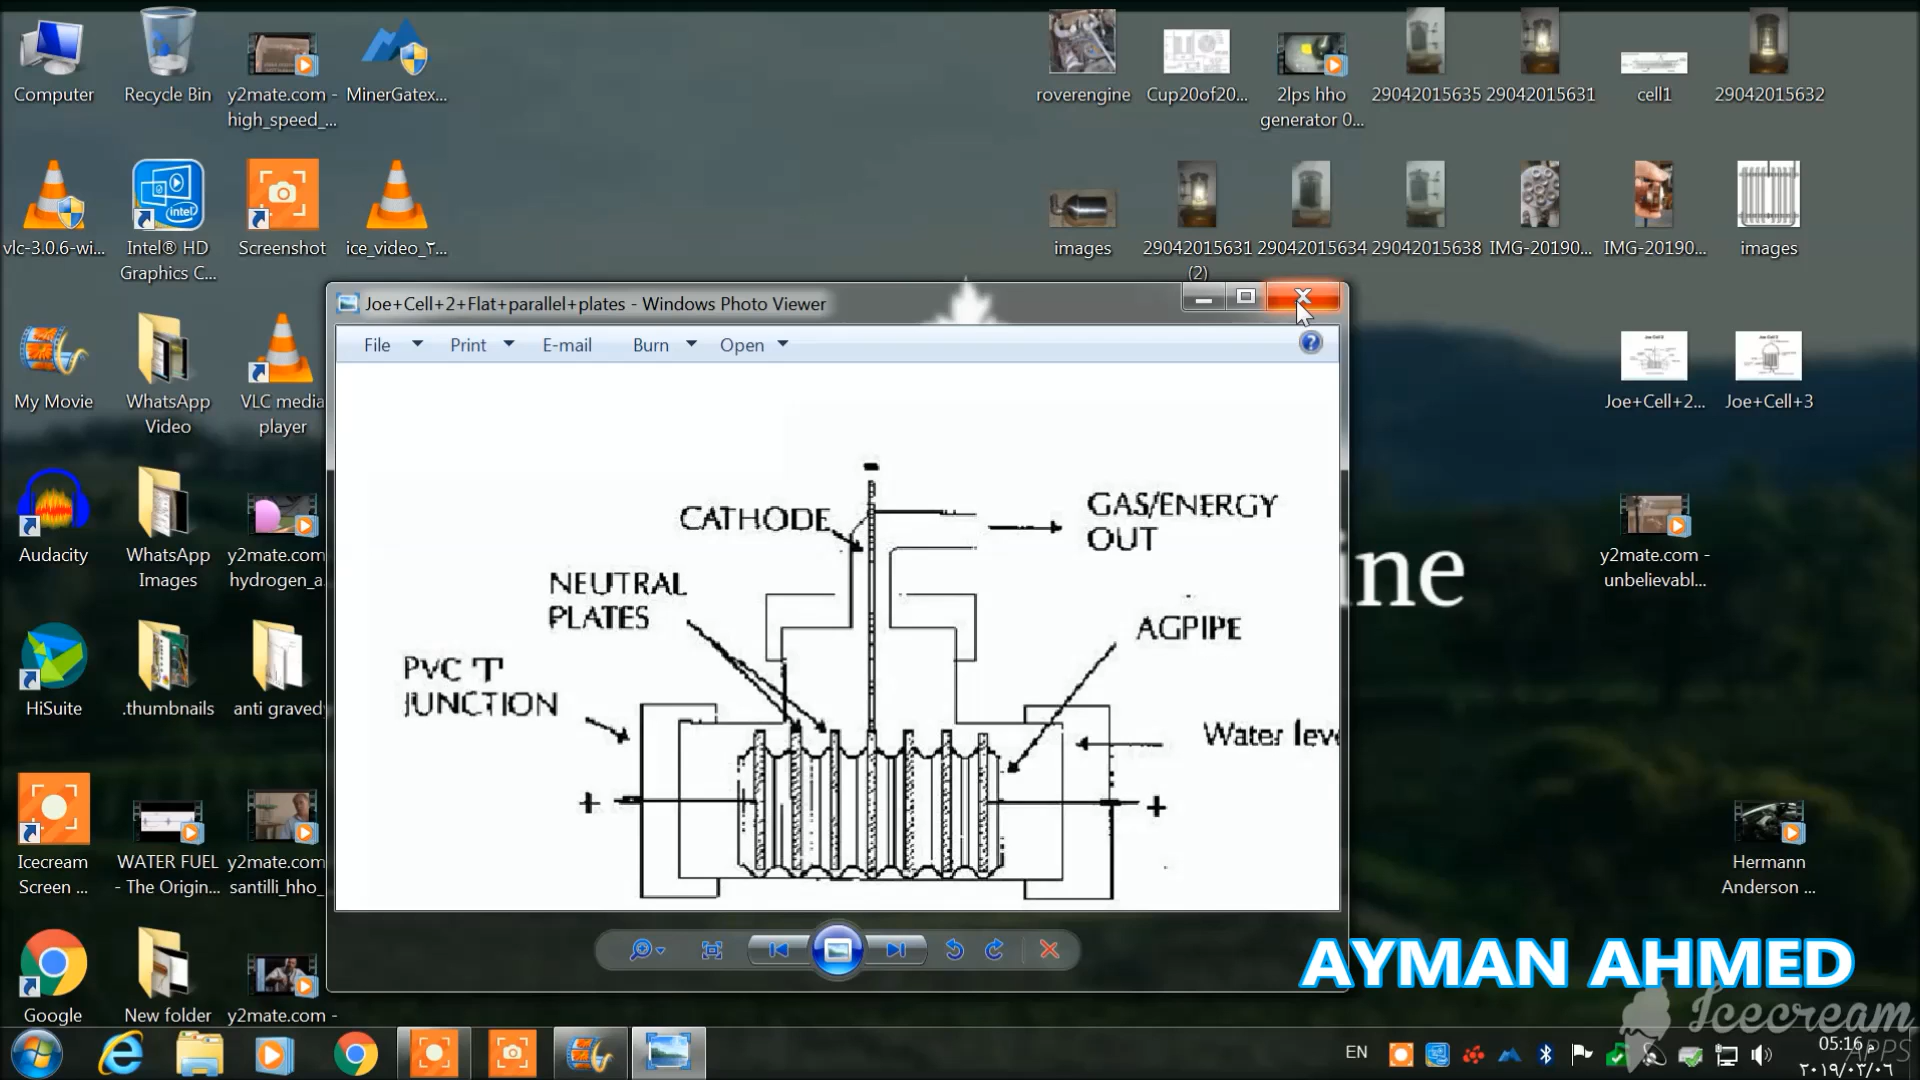 Computer
Recycle Bin
y2mate.com -
high_speed_...
MinerGatex...
roverengine
Cup20of20...
2lps hho
generator 0...
29042015635
29042015631
cell1
29042015632
vlc-3.0.6-wi...
Intel® HD
Graphics C...
Screenshot
ice_video_٢...
images
29042015631
(2)
29042015634
29042015638
IMG-20190...
IMG-20190...
images
Joe+Cell+2+Flat+parallel+plates - Windows Photo Viewer
File
Print
E-mail
Burn
Open
My Movie
WhatsApp
Video
VLC media
player
Joe+Cell+2...
Joe+Cell+3
CATHODE
GAS/ENERGY
OUT
NEUTRAL
PLATES
AGPIPE
PVC 'T'
JUNCTION
Water leve
+
+
ine
Audacity
WhatsApp
Images
y2mate.com
hydrogen_a.
y2mate.com -
unbelievabl...
HiSuite
.thumbnails
anti gravedy
Icecream
Screen ...
WATER FUEL
- The Origin...
y2mate.com
santilli_hho_
Hermann
Anderson ...
Google
New folder
y2mate.com -
AYMAN AHMED
Icecream
APPS
EN
05:16 م
٢٠١٩/٠٣/٠٦